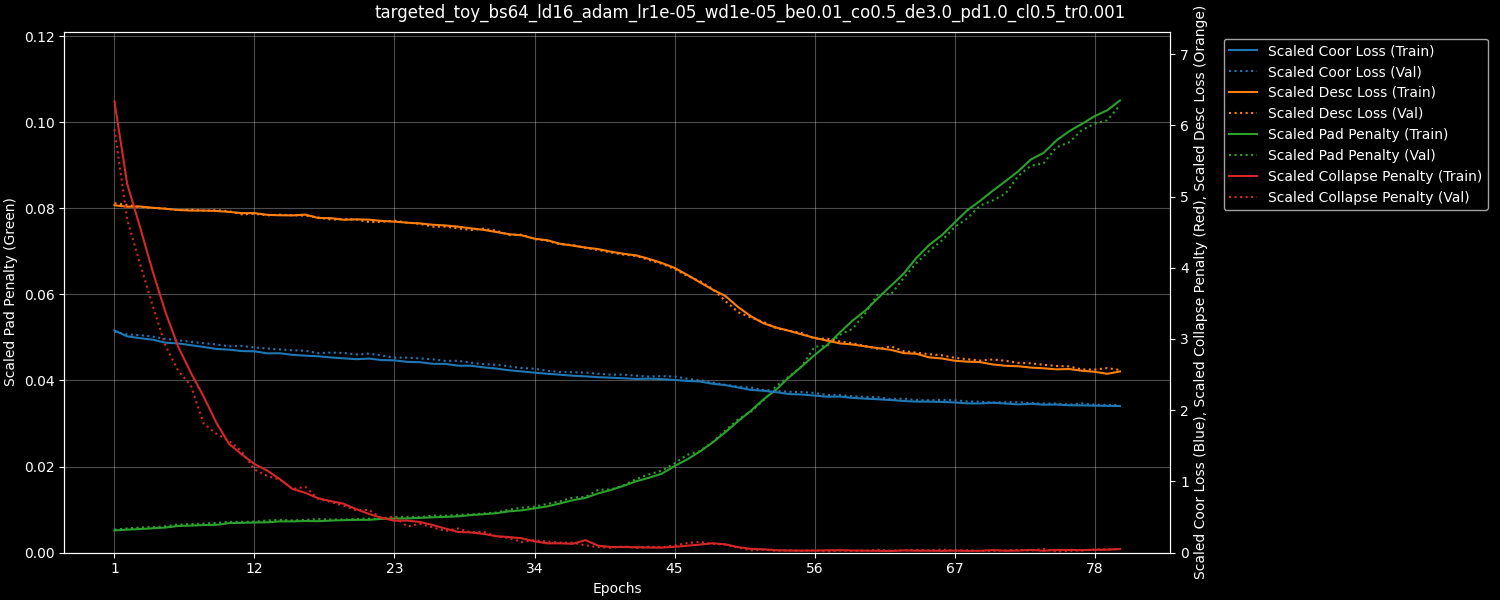 targeted_toy_bs64_ld16_adam_lr1e-05_wd1e-05_be0.01_co0.5_de3.0_pd1.0_cl0.5_tr0.001
Scaled Pad Penalty (Green)
0.12
0.10
0.08
0.06
0.04
0.02
0.00
1
12
23
34
45
56
67
78
Epochs
7
6
5
4
3
2
1
0
Scaled Coor Loss (Blue), Scaled Collapse Penalty (Red), Scaled Desc Loss (Orange)
Scaled Coor Loss (Train)
Scaled Coor Loss (Val)
Scaled Desc Loss (Train)
Scaled Desc Loss (Val)
Scaled Pad Penalty (Train)
Scaled Pad Penalty (Val)
Scaled Collapse Penalty (Train)
Scaled Collapse Penalty (Val)